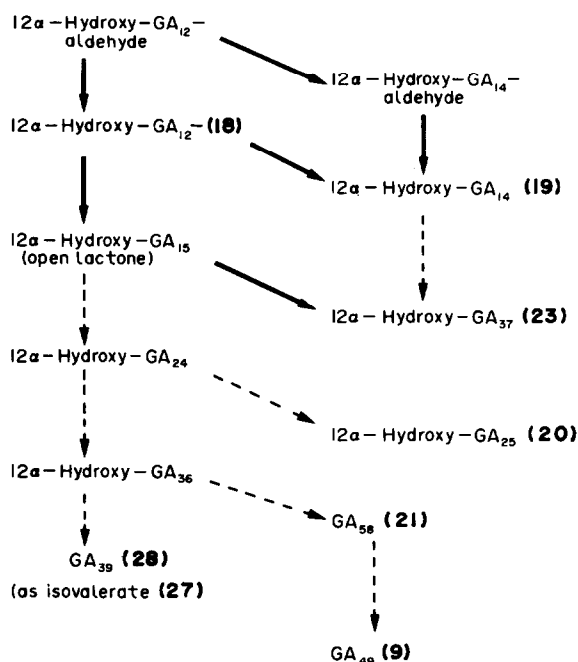 12α-Hydroxy-GA₁₂-
aldehyde
12α-Hydroxy-GA₁₄-
aldehyde
12α-Hydroxy-GA₁₂- (18)
12α-Hydroxy-GA₁₄ (19)
12α-Hydroxy-GA₁₅
(open lactone)
12α-Hydroxy-GA₃₇ (23)
12α-Hydroxy-GA₂₄
12α-Hydroxy-GA₂₅ (20)
12α-Hydroxy-GA₃₆
GA₅₈ (21)
GA₃₉ (28)
(as isovalerate (27)
GA₄₉ (9)